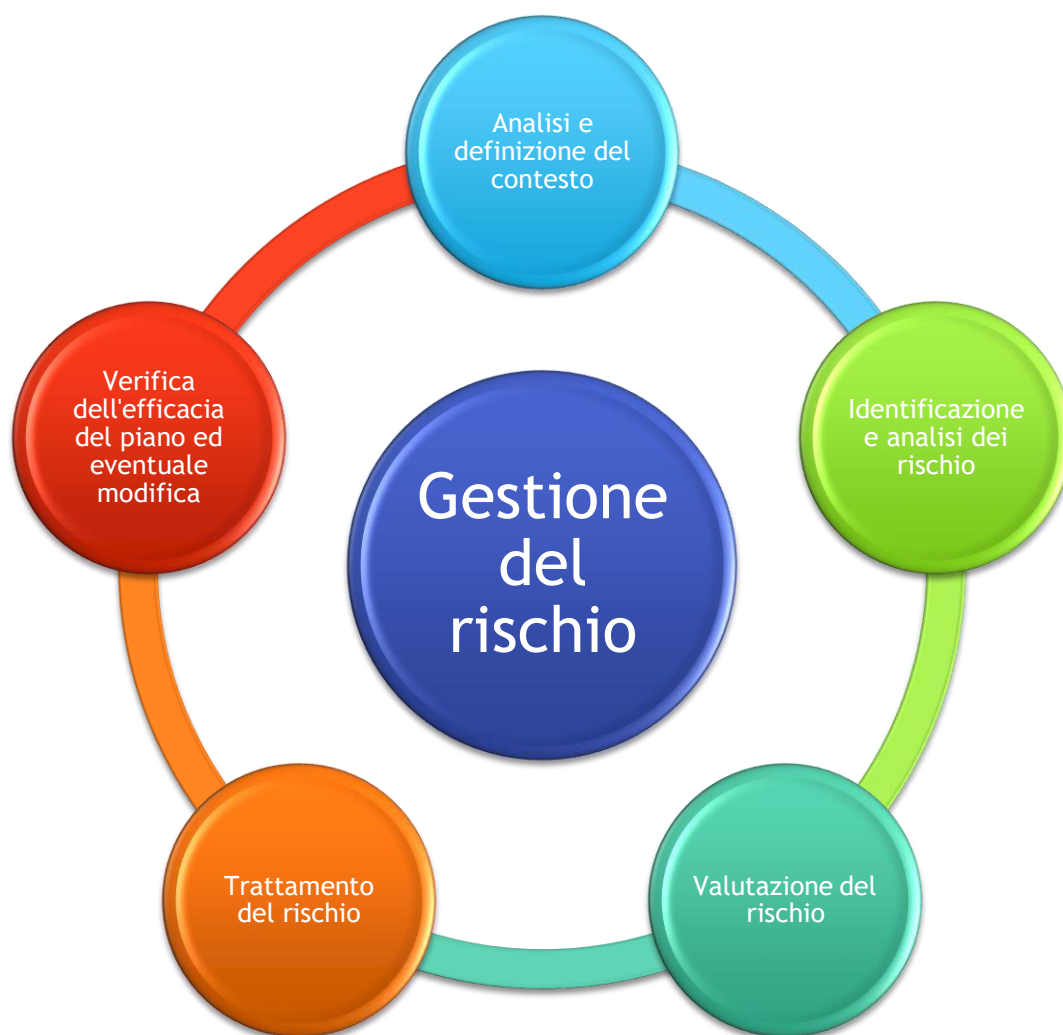 Analisi e
definizione del
contesto
Identificazione
e analisi dei
rischio
Valutazione del
rischio
Trattamento
del rischio
Verifica
dell'efficacia
del piano ed
eventuale
modifica
Gestione
del
rischio